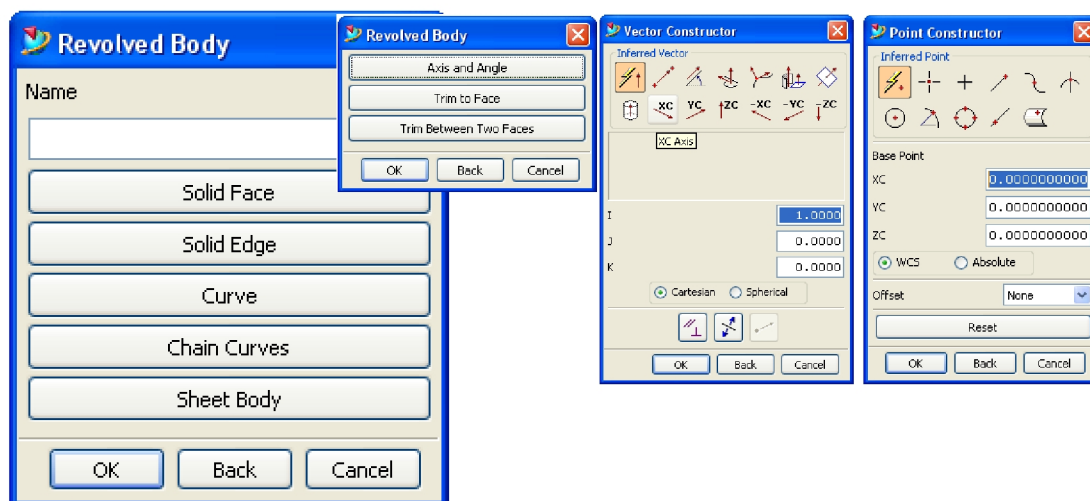 Revolved Body
Name
Solid Face
Solid Edge
Curve
Chain Curves
Sheet Body
OK Back Cancel
Revolved Body
Axis and Angle
Trim to Face
Trim Between Two Faces
OK Back Cancel
Vector Constructor
Inferred Vector
XC YC ZC -XC -YC -ZC
XC Axis
I 1.0000
J 0.0000
K 0.0000
Cartesian Spherical
OK Back Cancel
Point Constructor
Inferred Point
Base Point
XC 0.0000000000
YC 0.0000000000
ZC 0.0000000000
WCS Absolute
Offset None
Reset
OK Back Cancel